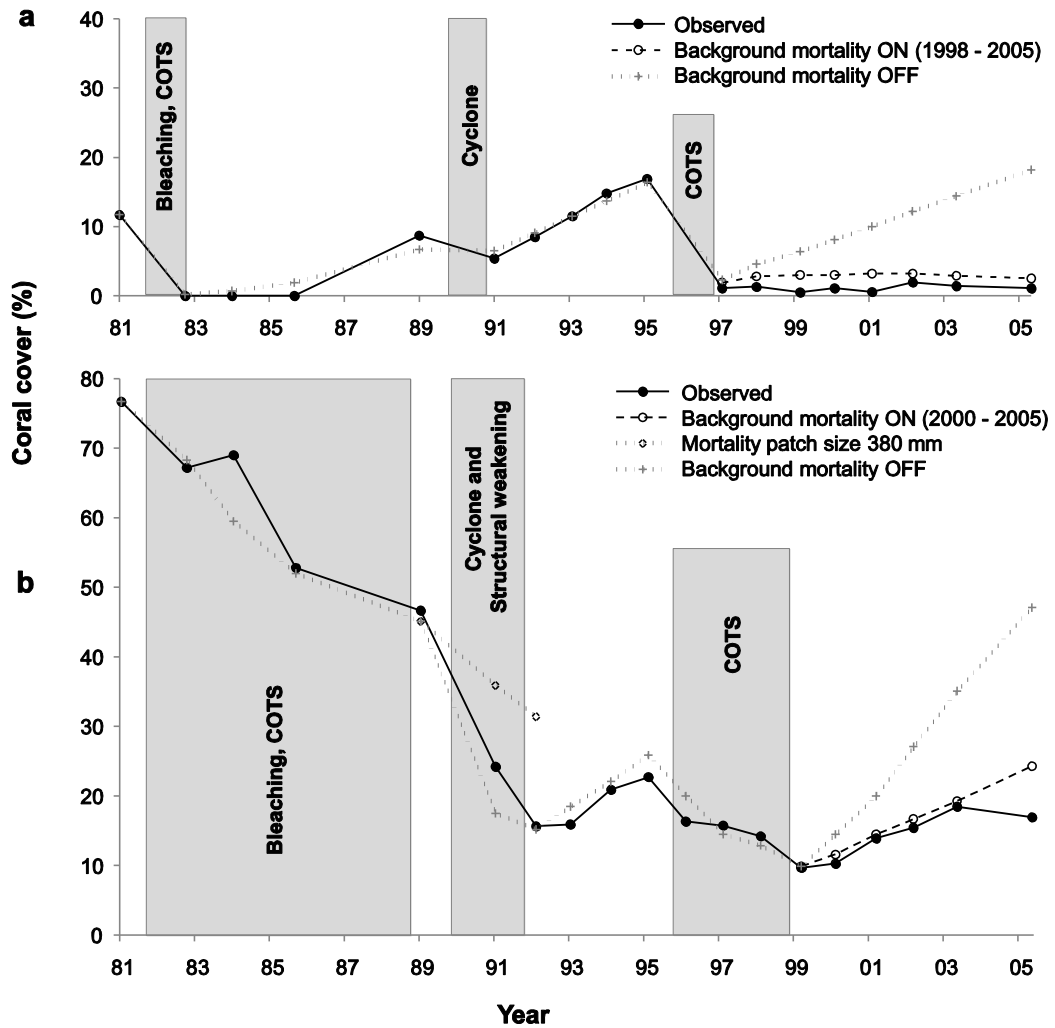 a
40
30
20
10
0
Bleaching, COTS
Cyclone
COTS
Observed
Background mortality ON (1998 - 2005)
Background mortality OFF
81 83 85 87 89 91 93 95 97 99 01 03 05
Coral cover (%)
b
80
70
60
50
40
30
20
10
0
Bleaching, COTS
Cyclone and
Structural weakening
COTS
Observed
Background mortality ON (2000 - 2005)
Mortality patch size 380 mm
Background mortality OFF
81 83 85 87 89 91 93 95 97 99 01 03 05
Year